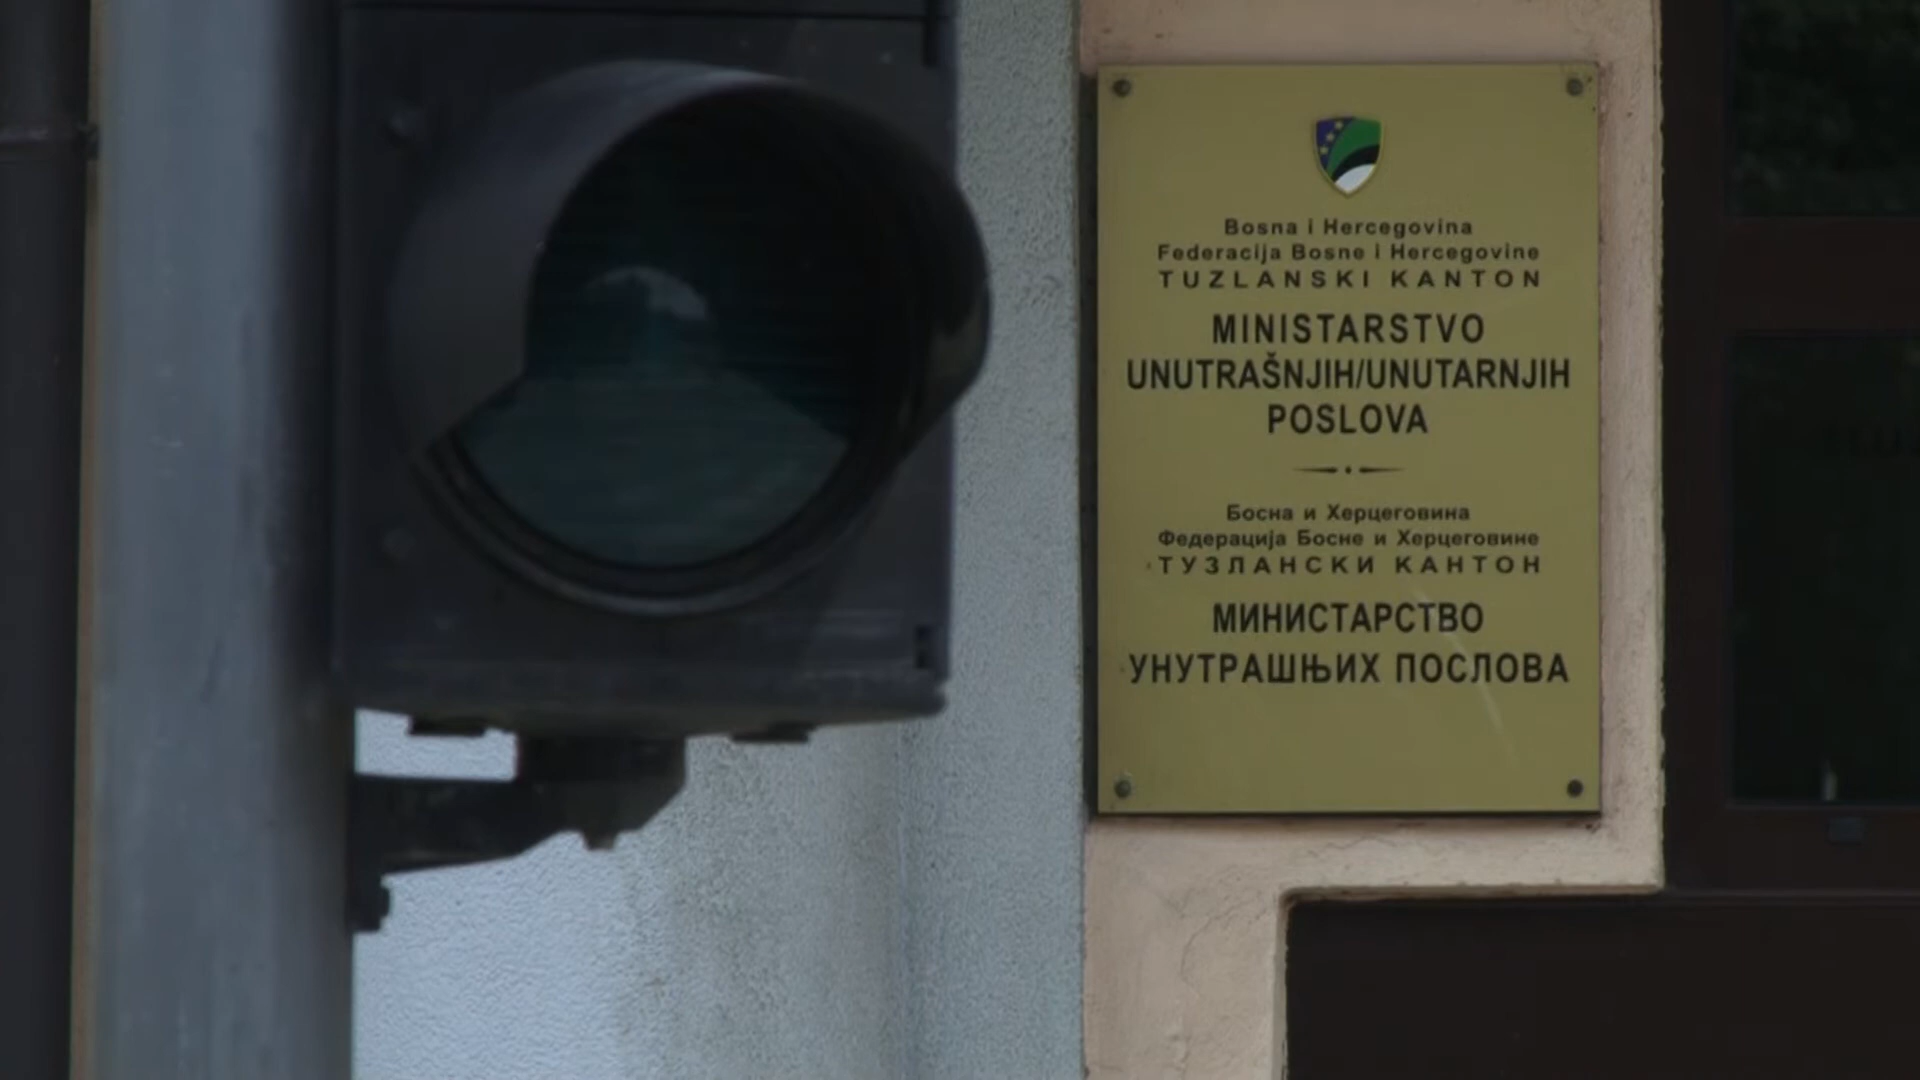 Bosna i Hercegovina
Federacija Bosne i Hercegovine
TUZLANSKI KANTON
MINISTARSTVO
UNUTRAŠNJIH/UNUTARNJIH
POSLOVA
Босна и Херцеговина
Федерација Босне и Херцеговине
ТУЗЛАНСКИ КАНТОН
МИНИСТАРСТВО
УНУТРАШЊИХ ПОСЛОВА